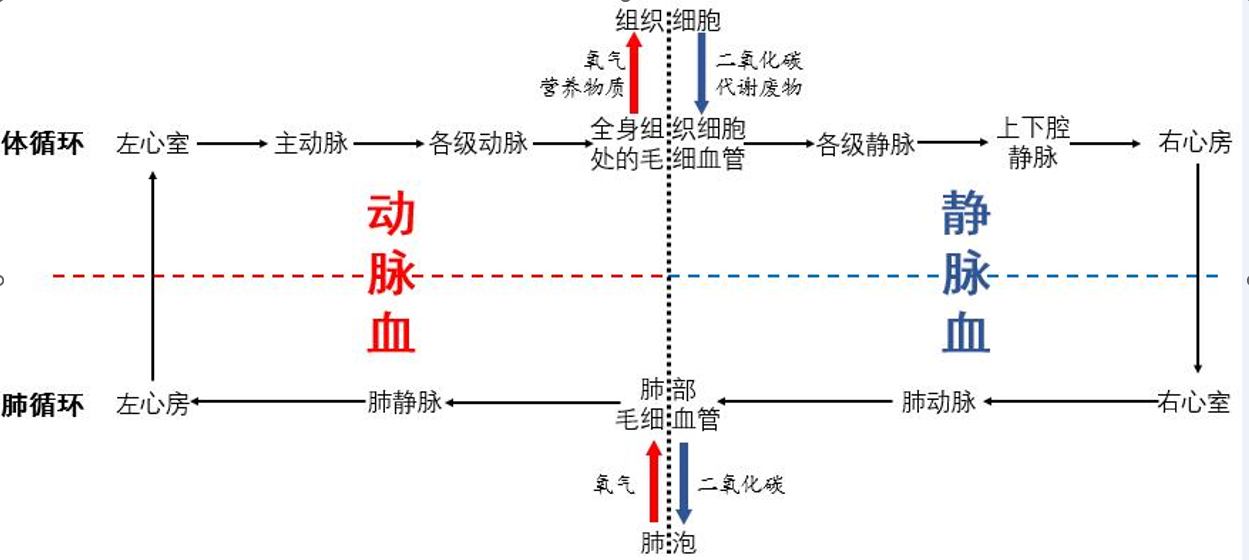 组织细胞
氧气
营养物质
二氧化碳
代谢废物
体循环
左心室
主动脉
各级动脉
全身组织细胞
处的毛细血管
各级静脉
上下腔
静脉
右心房
动
脉
血
静
脉
血
肺循环
左心房
肺静脉
肺部
毛细血管
肺动脉
右心室
氧气
二氧化碳
肺泡